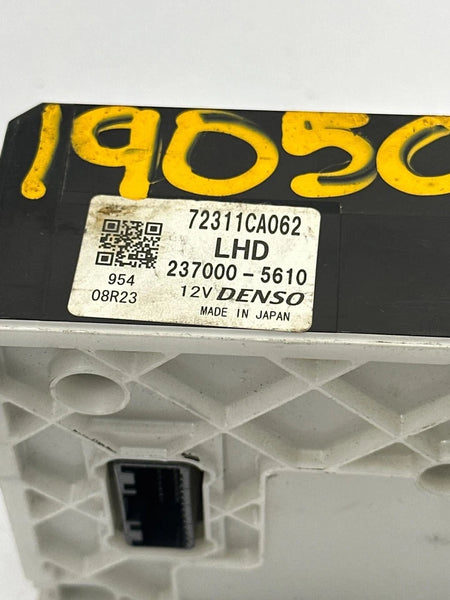 19050
72311CA062
LHD
237000-5610
954
08R23
12V DENSO
MADE IN JAPAN